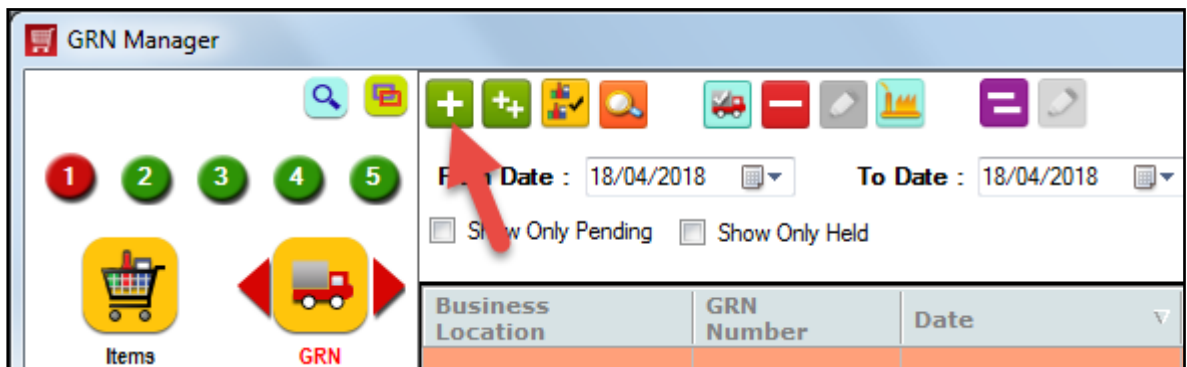 GRN Manager
1 2 3 4 5
Date : 18/04/2018 To Date : 18/04/2018
Only Pending Show Only Held
Business Location GRN Number Date
Items GRN